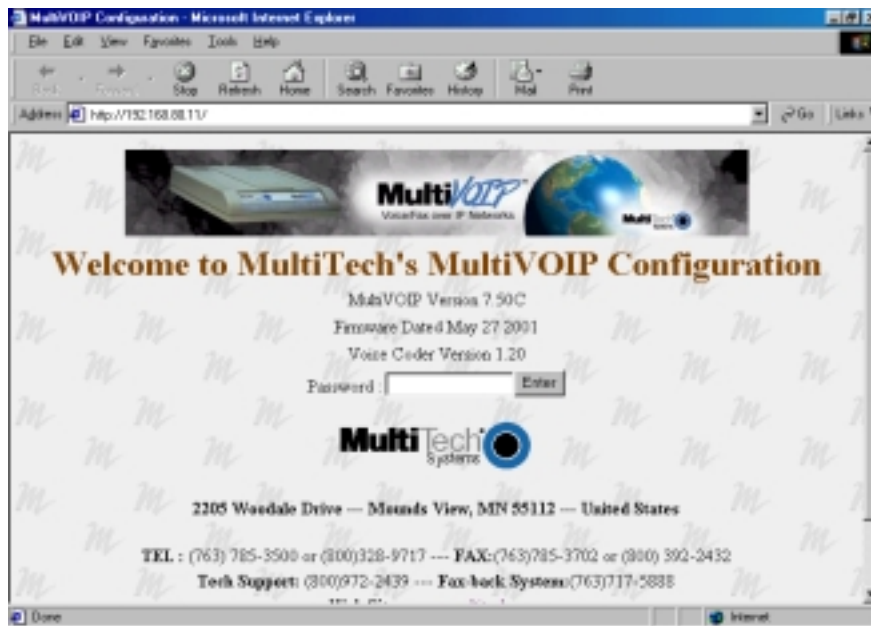 MultiVOIP Configuration - Microsoft Internet Explorer
File Edit View Favorites Tools Help
Back Forward Stop Refresh Home Search Favorites History Mail Print
Address http://192.168.88.11/ Go Links
MultiVOIP
Voice/Fax over IP Networks
MultiTech
Systems
Welcome to MultiTech's MultiVOIP Configuration
MultiVOIP Version 7.50C
Firmware Dated May 27 2001
Voice Coder Version 1.20
Password : Enter
MultiTech
Systems
2205 Woodale Drive --- Mounds View, MN 55112 --- United States
TEL : (763) 785-3500 or (800)328-9717 ---- FAX:(763)785-3702 or (800) 392-2432
Tech Support: (800)972-2439 --- Fax-back System:(763)717-5888
Done Internet